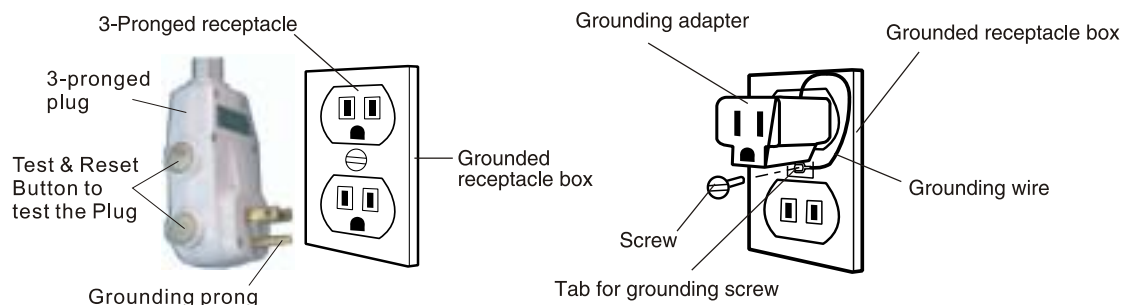 3-Pronged receptacle
3-pronged
plug
Test & Reset
Button to
test the Plug
Grounding prong
Grounded
receptacle box
Grounding adapter
Grounded receptacle box
Grounding wire
Screw
Tab for grounding screw